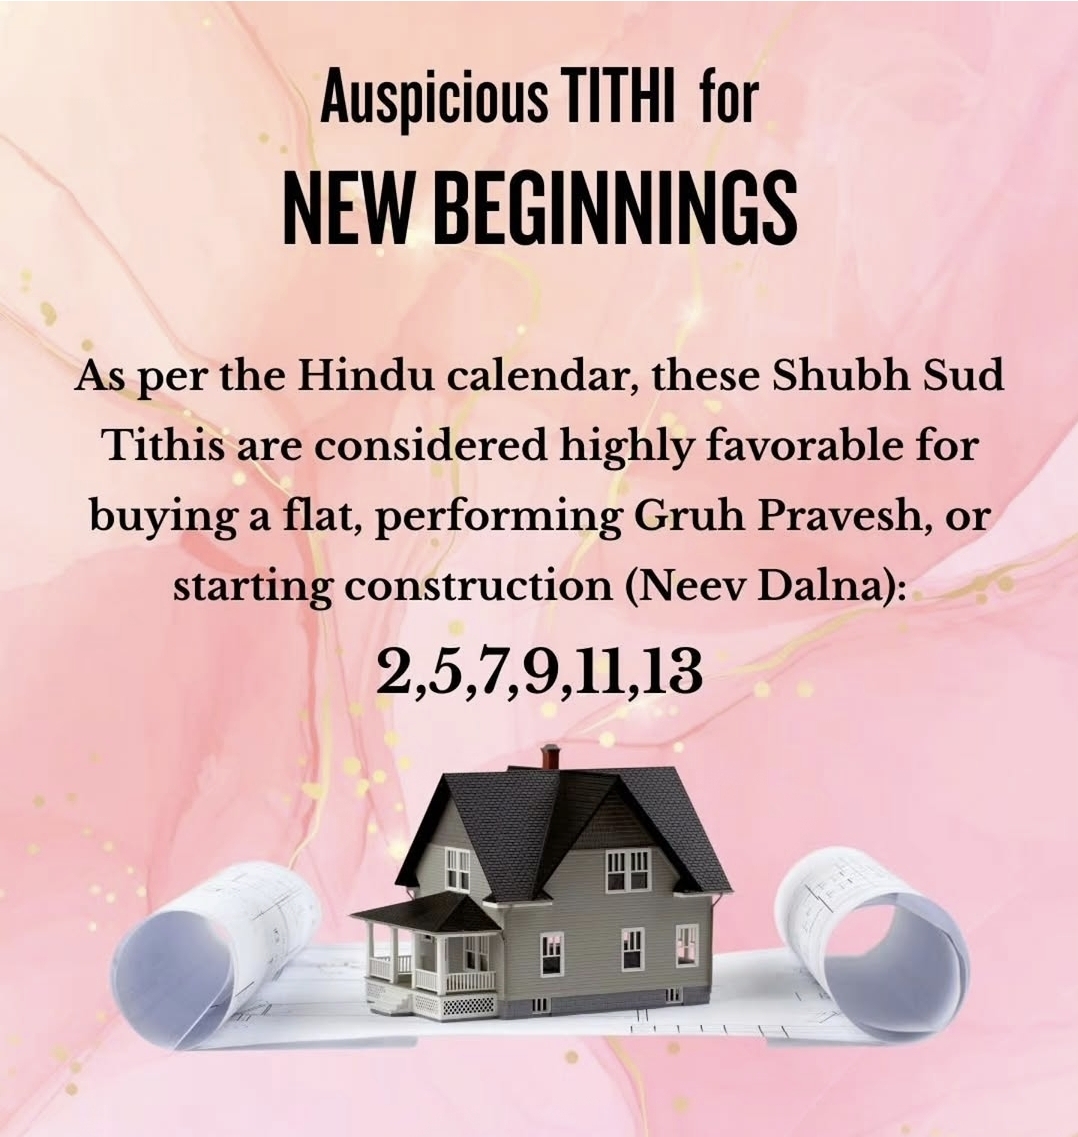 Auspicious TITHI for
NEW BEGINNINGS
As per the Hindu calendar, these Shubh Sud
Tithis are considered highly favorable for
buying a flat, performing Gruh Pravesh, or
starting construction (Neev Dalna):
2,5,7,9,11,13